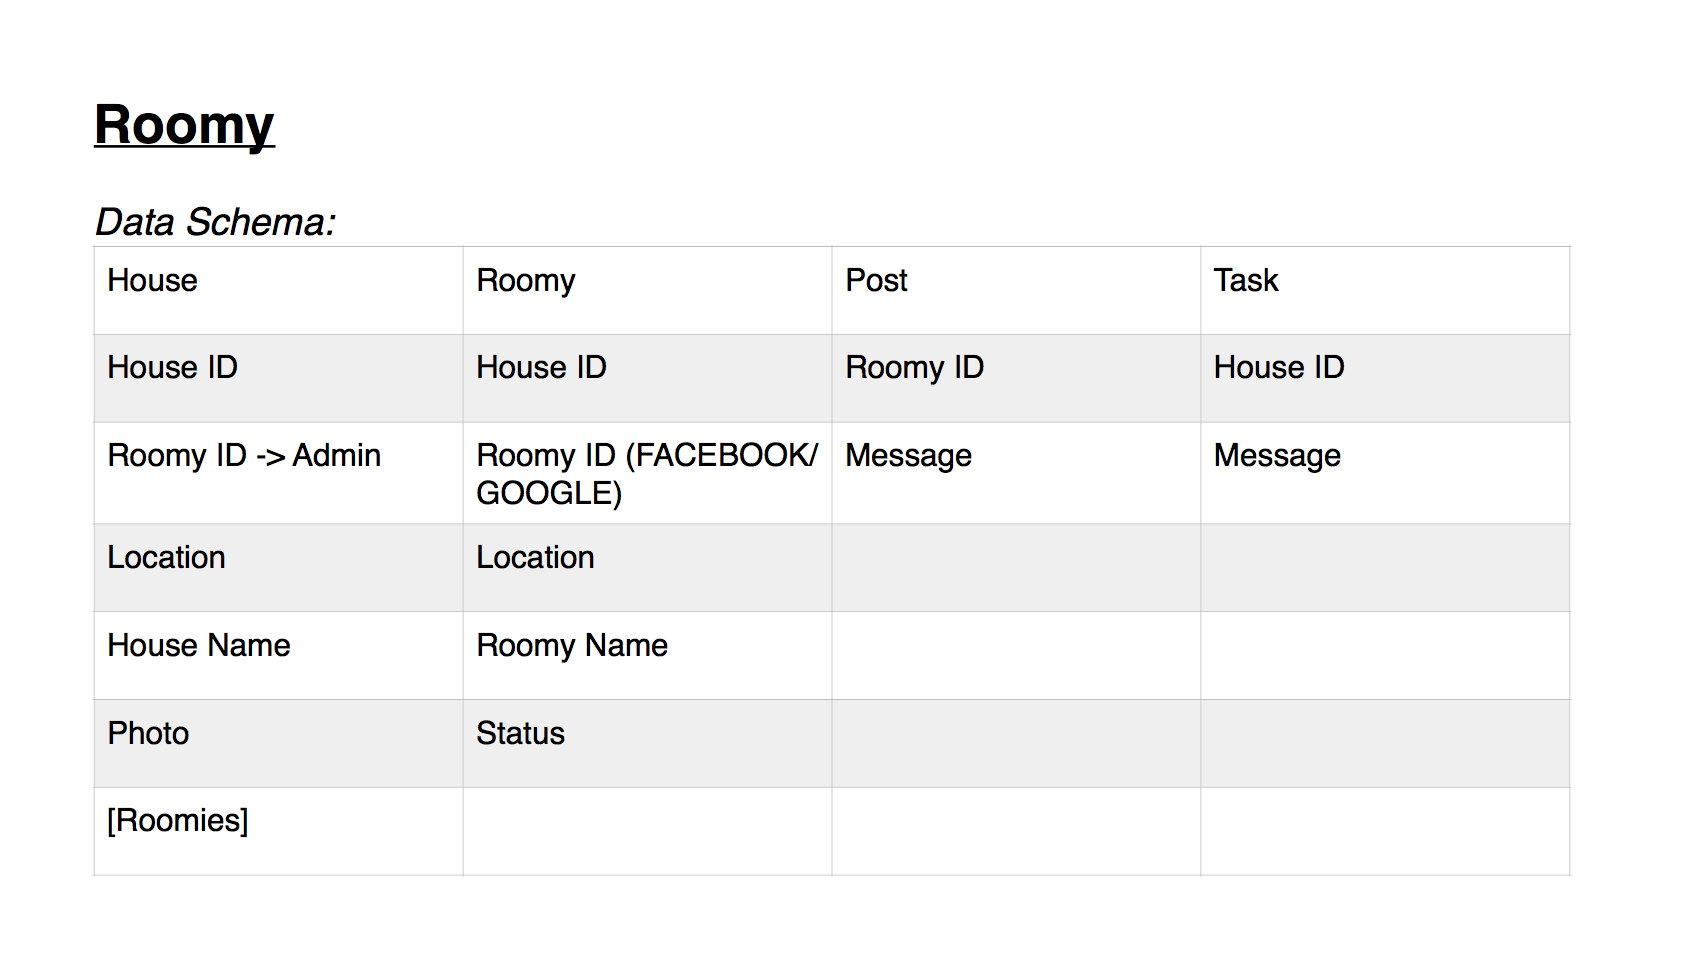 Roomy
Data Schema:
House Roomy Post Task
House ID House ID Roomy ID House ID
Roomy ID -> Admin Roomy ID (FACEBOOK/ Message Message
GOOGLE)
Location Location
House Name Roomy Name
Photo Status
[Roomies]